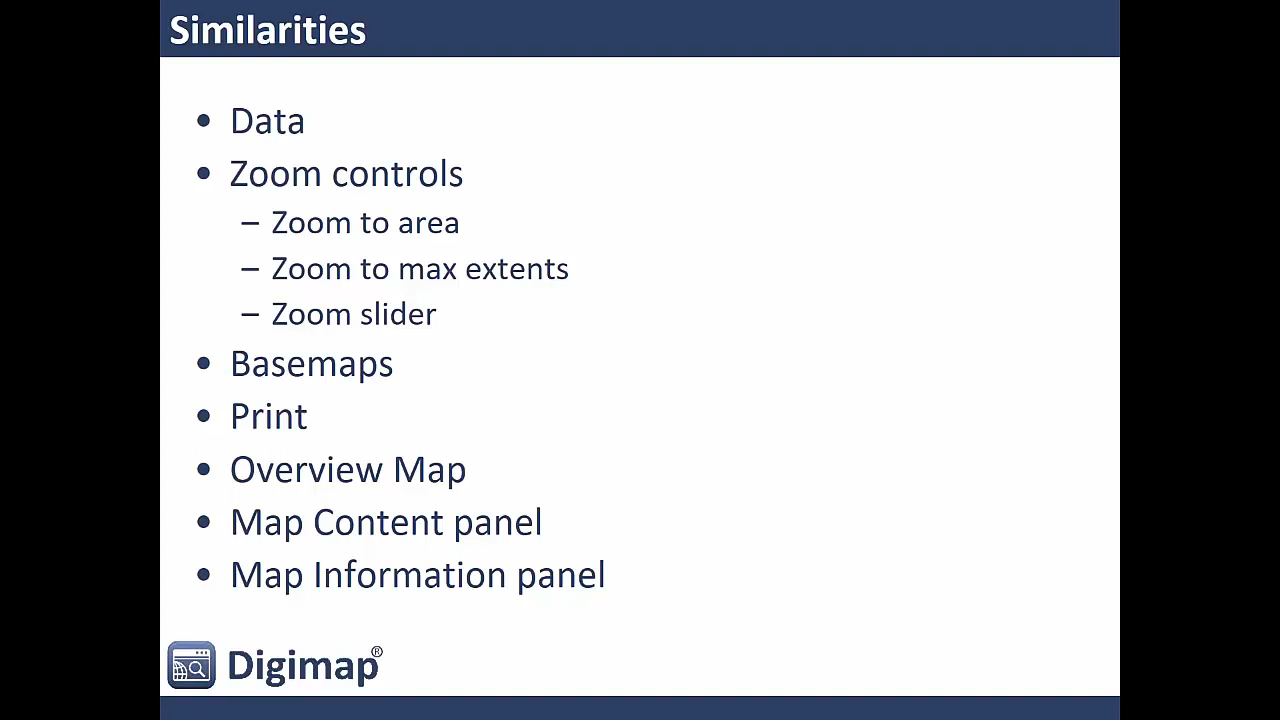 Similarities
• Data
• Zoom controls
– Zoom to area
– Zoom to max extents
– Zoom slider
• Basemaps
• Print
• Overview Map
• Map Content panel
• Map Information panel
Digimap®